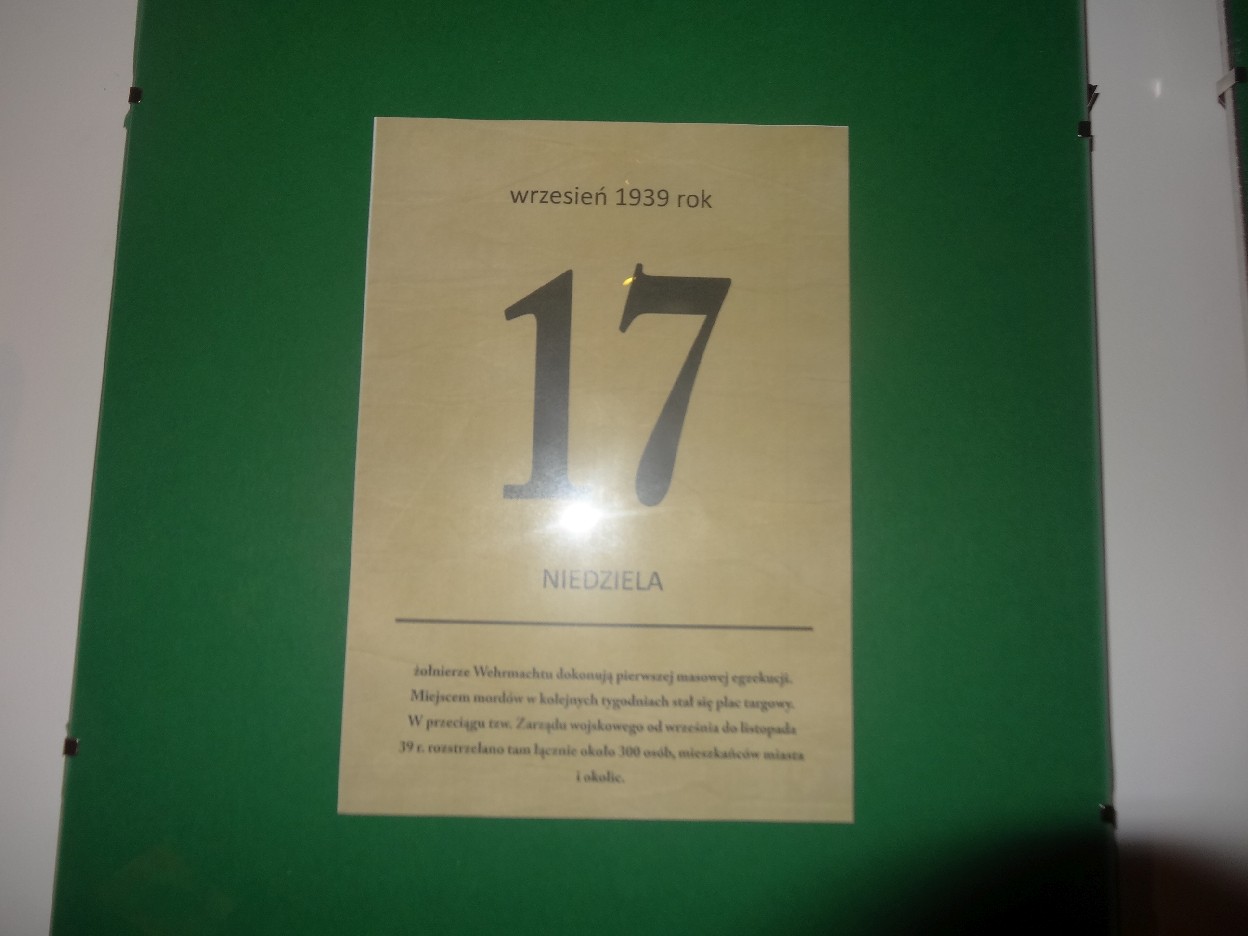 wrzesień 1939 rok
17
NIEDZIELA
żołnierze Wehrmachtu dokonują pierwszej masowej egzekucji.
Miejscem mordów w kolejnych tygodniach stał się plac targowy.
W przeciągu tzw. Zarządu wojskowego od września do listopada
39 r. rozstrzelano tam łącznie około 300 osób, mieszkańców miasta
i okolic.